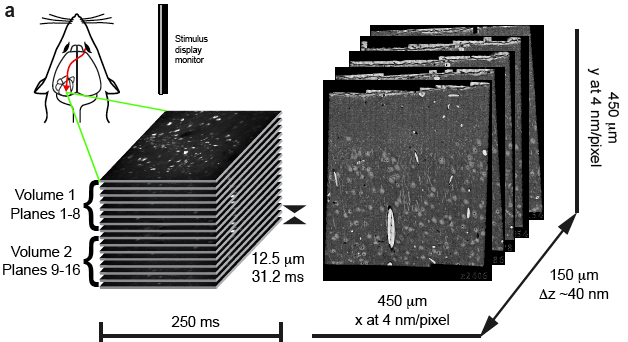 a
Stimulus
display
monitor
Volume 1
Planes 1-8
Volume 2
Planes 9-16
12.5 μm
31.2 ms
250 ms
450 μm
x at 4 nm/pixel
450 μm
y at 4 nm/pixel
150 μm
Δz ~40 nm